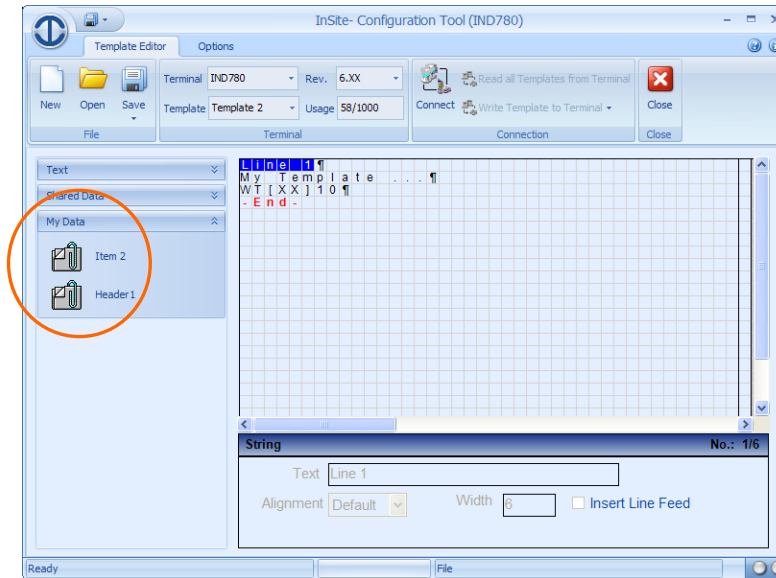 InSite- Configuration Tool (IND780)
Template Editor Options
New Open Save
File
Terminal IND780 Rev. 6.XX
Template Template 2 Usage 58/1000
Terminal
Connect Read all Templates from Terminal
Write Template to Terminal
Connection
Close
Close
Text
Shared Data
My Data
Item 2
Header1
Line 1¶
My Template ...¶
WT[XX]10¶
-End-
String No.: 1/6
Text Line 1
Alignment Default Width 6 Insert Line Feed
Ready File